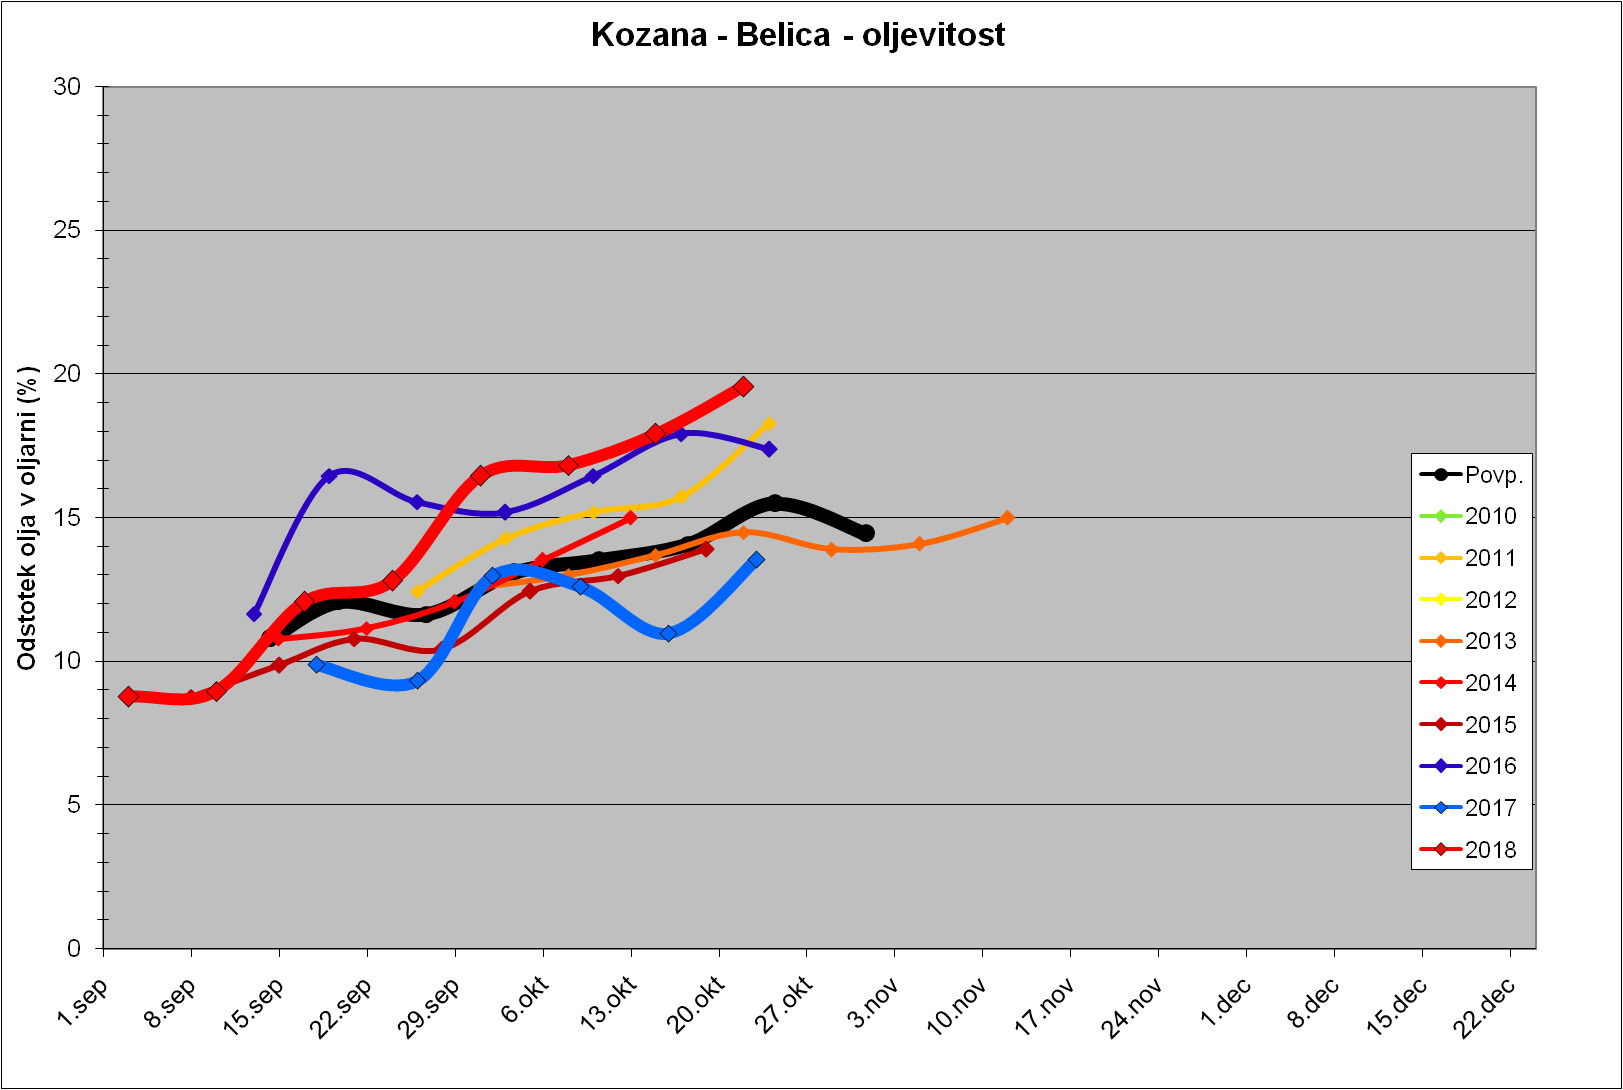 Kozana - Belica - oljevitost
Odstotek olja v oljarni (%)
30
25
20
15
10
5
0
1.sep
8.sep
15.sep
22.sep
29.sep
6.okt
13.okt
20.okt
27.okt
3.nov
10.nov
17.nov
24.nov
1.dec
8.dec
15.dec
22.dec
Povp.
2010
2011
2012
2013
2014
2015
2016
2017
2018